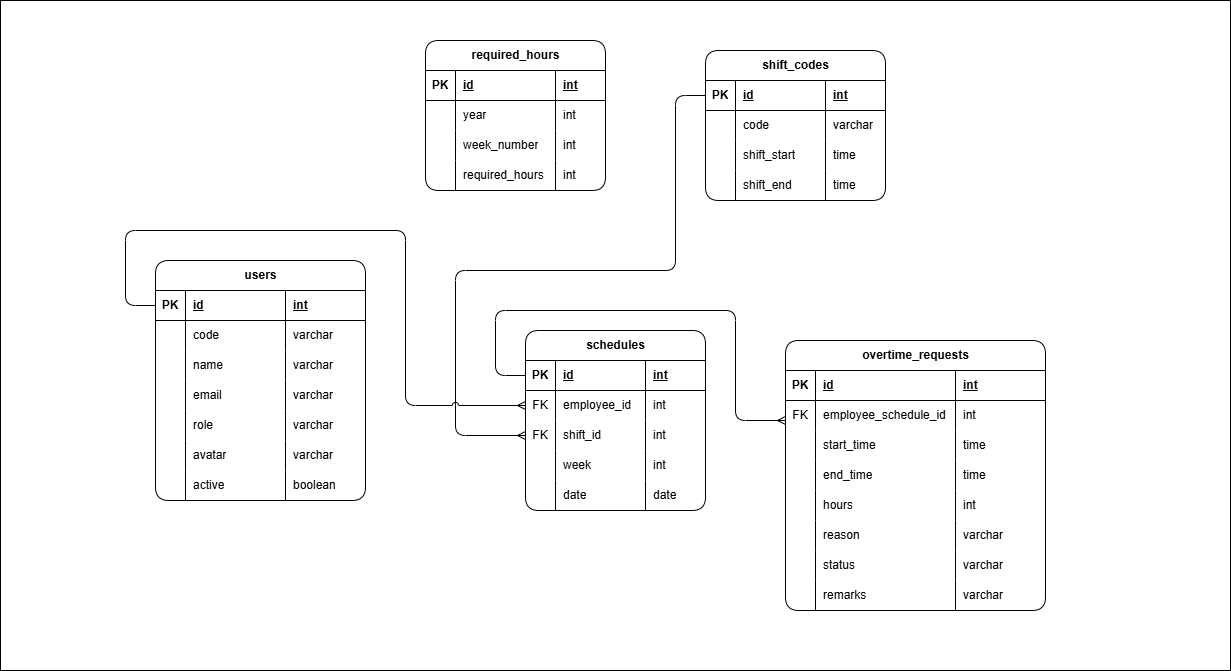 required_hours
PK id int
year int
week_number int
required_hours int
shift_codes
PK id int
code varchar
shift_start time
shift_end time
users
PK id int
code varchar
name varchar
email varchar
role varchar
avatar varchar
active boolean
schedules
PK id int
FK employee_id int
FK shift_id int
week int
date date
overtime_requests
PK id int
FK employee_schedule_id int
start_time time
end_time time
hours int
reason varchar
status varchar
remarks varchar